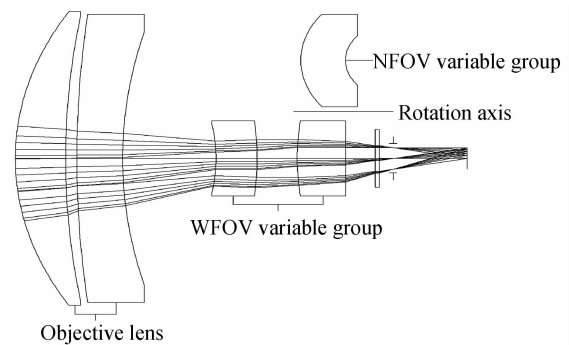 NFOV variable group
Rotation axis
WFOV variable group
Objective lens